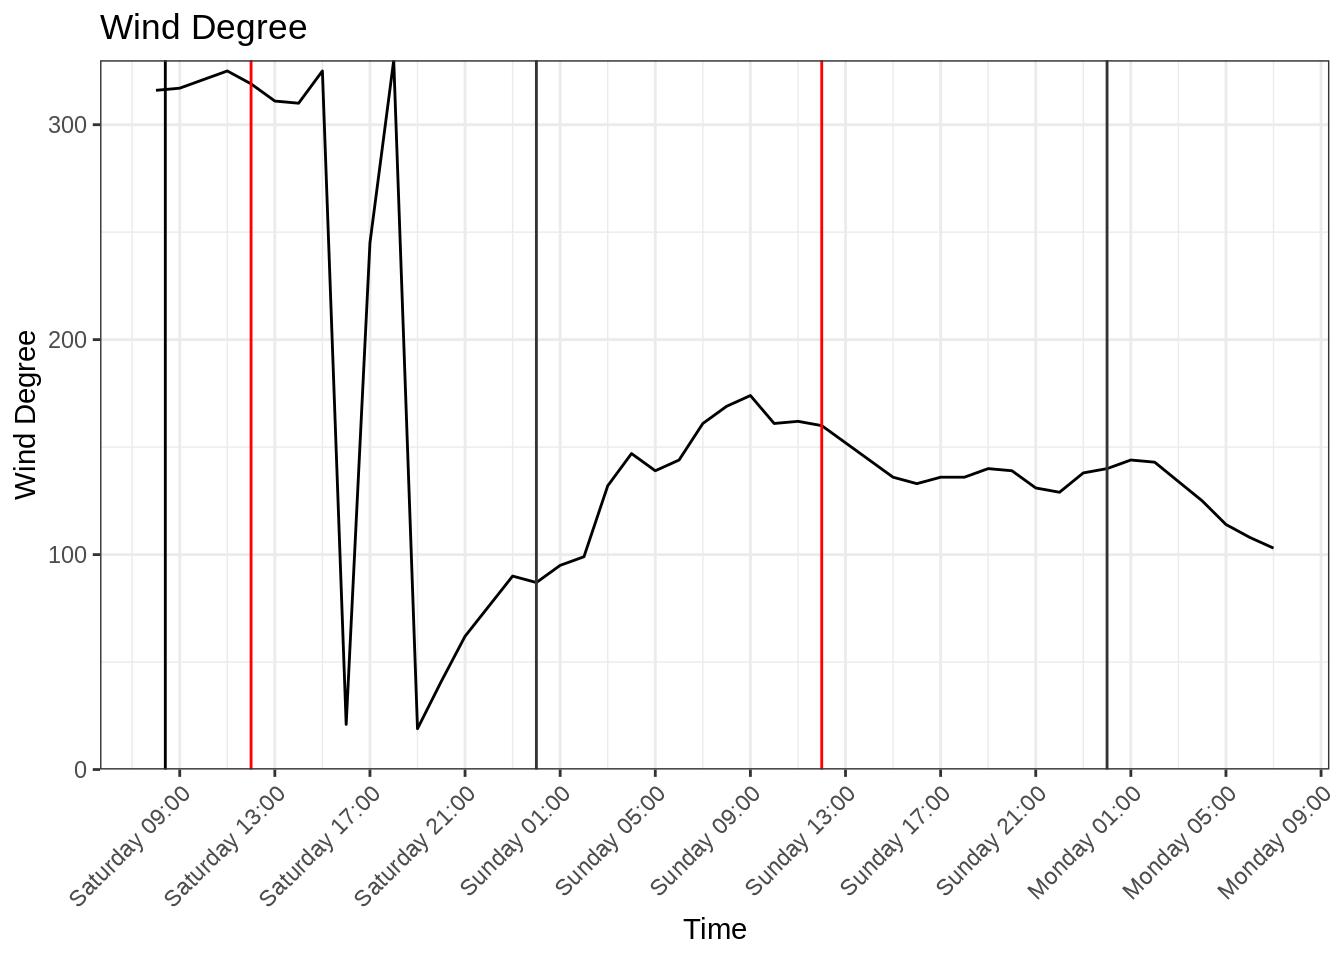 Wind Degree
Wind Degree
300
200
100
0
Saturday 09:00
Saturday 13:00
Saturday 17:00
Saturday 21:00
Sunday 01:00
Sunday 05:00
Sunday 09:00
Sunday 13:00
Sunday 17:00
Sunday 21:00
Monday 01:00
Monday 05:00
Monday 09:00
Time